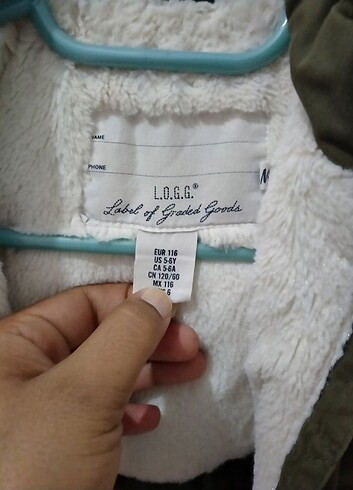 NAME
PHONE
L.O.G.G.®
Label of Graded Goods
EUR 116
US 5-6Y
CA 5-6A
CN 120/60
MX 116